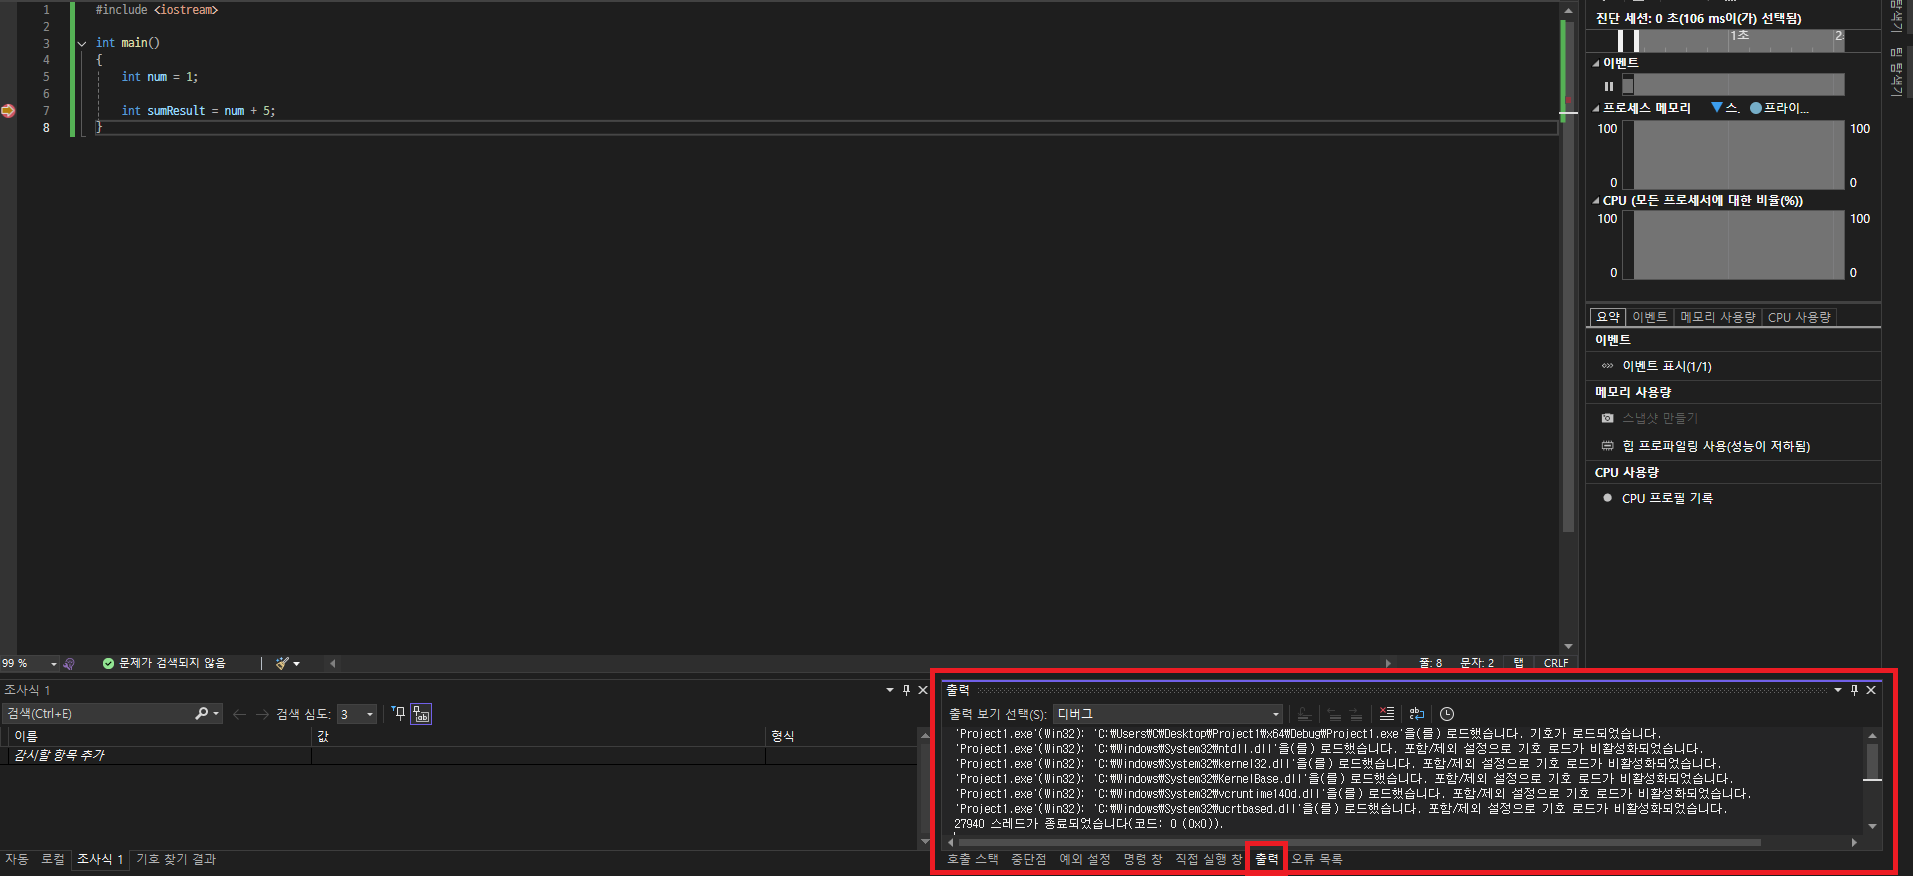 1 #include <iostream>
2
3 int main()
4 {
5 int num = 1;
6
7 int sumResult = num + 5;
8 }
99 %
문제가 검색되지 않음
줄: 8 문자: 2 탭 CRLF
진단 세션: 0 초(106 ms이(가) 선택됨)
1초 2
이벤트
프로세스 메모리 스. 프라이...
100 100
0 0
CPU (모든 프로세서에 대한 비율(%))
100 100
0 0
요약 이벤트 메모리 사용량 CPU 사용량
이벤트
이벤트 표시(1/1)
메모리 사용량
스냅샷 만들기
힙 프로파일링 사용(성능이 저하됨)
CPU 사용량
CPU 프로필 기록
탐색기
팀 탐색기
조사식 1
검색(Ctrl+E) 검색 심도: 3
이름 값 형식
감시할 항목 추가
자동 로컬 조사식 1 기호 찾기 결과
출력
출력 보기 선택(S): 디버그
'Project1.exe'(Win32): 'C:\Users\C\Desktop\Project1\x64\Debug\Project1.exe'을(를) 로드했습니다. 기호가 로드되었습니다.
'Project1.exe'(Win32): 'C:\Windows\System32\ntdll.dll'을(를) 로드했습니다. 포함/제외 설정으로 기호 로드가 비활성화되었습니다.
'Project1.exe'(Win32): 'C:\Windows\System32\kernel32.dll'을(를) 로드했습니다. 포함/제외 설정으로 기호 로드가 비활성화되었습니다.
'Project1.exe'(Win32): 'C:\Windows\System32\KernelBase.dll'을(를) 로드했습니다. 포함/제외 설정으로 기호 로드가 비활성화되었습니다.
'Project1.exe'(Win32): 'C:\Windows\System32\vcruntime140d.dll'을(를) 로드했습니다. 포함/제외 설정으로 기호 로드가 비활성화되었습니다.
'Project1.exe'(Win32): 'C:\Windows\System32\ucrtbased.dll'을(를) 로드했습니다. 포함/제외 설정으로 기호 로드가 비활성화되었습니다.
27940 스레드가 종료되었습니다(코드: 0 (0x0)).
호출 스택 중단점 예외 설정 명령 창 직접 실행 창 출력 오류 목록